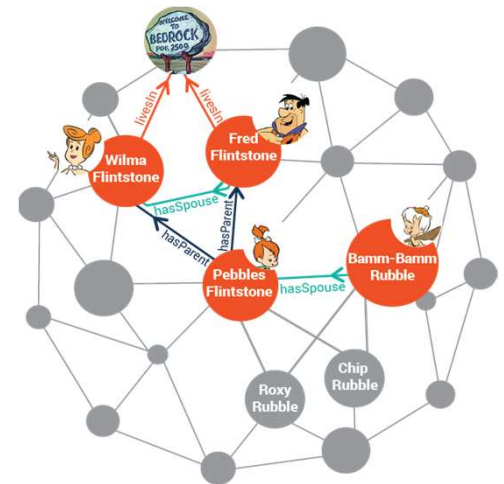 WELCOME
TO
BEDROCK
POP. 2500
livesIn
livesIn
Fred
Flintstone
Wilma
Flintstone
hasSpouse
hasParent
hasParent
Pebbles
Flintstone
hasSpouse
Bamm-Bamm
Rubble
Roxy
Rubble
Chip
Rubble